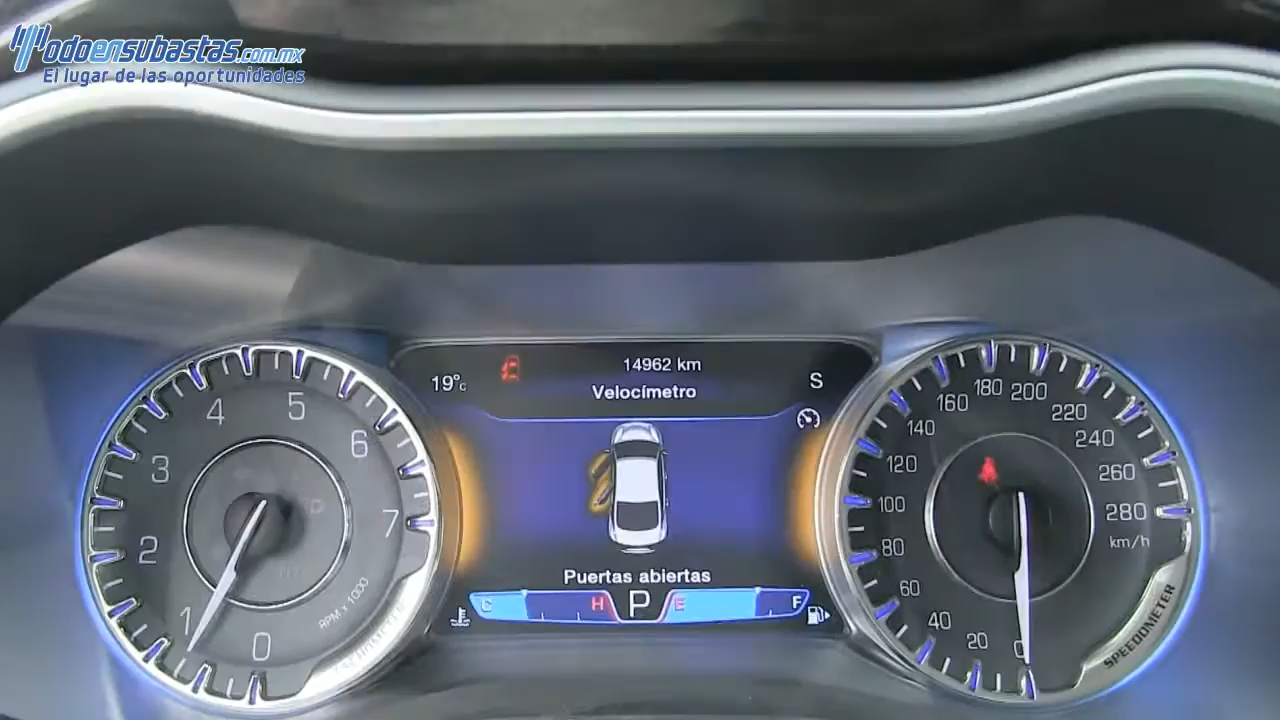 Todoensubastas.com.mx
El lugar de las oportunidades
14962 km
19°C
Velocímetro
S
Puertas abiertas
C
H
P
E
F
0
1
2
3
4
5
6
7
RPM x 1000
TACHOMETER
0
20
40
60
80
100
120
140
160
180
200
220
240
260
280
km/h
SPEEDOMETER